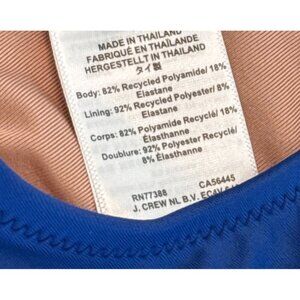 MADE IN THAILAND
FABRIQUÉ EN THAÏLANDE
HERGESTELLT IN THAILAND
タイ製
Body: 82% Recycled Polyamide/ 18%
Elastane
Lining: 92% Recycled Polyester/ 8%
Elastane
Corps: 82% Polyamide Recyclé/ 18%
Élasthanne
Doublure: 92% Polyester Recyclé/
8% Élasthanne
RN77388 CA56445
J. CREW NL B.V. EC4V